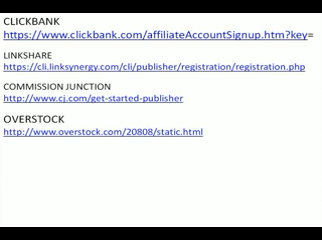 CLICKBANK
https://www.clickbank.com/affiliateAccountSignup.htm?key=
LINKSHARE
https://cli.linksynergy.com/cli/publisher/registration/registration.php
COMMISSION JUNCTION
http://www.cj.com/get-started-publisher
OVERSTOCK
http://www.overstock.com/20808/static.html